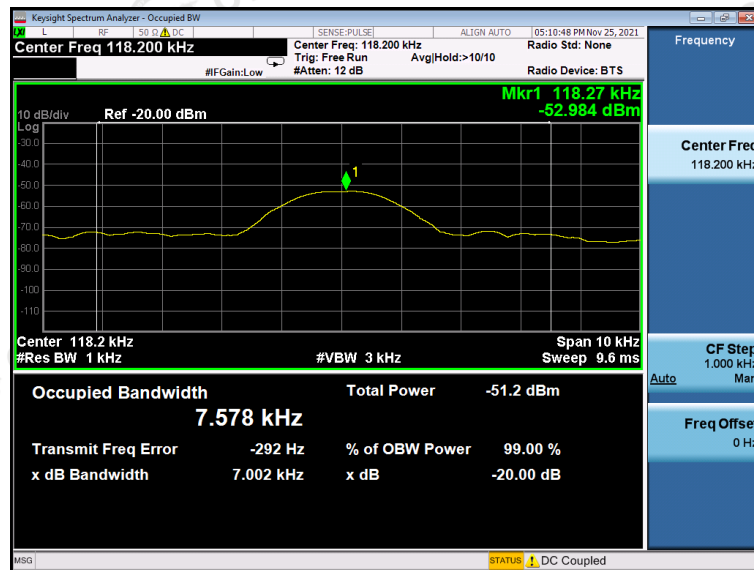 Keysight Spectrum Analyzer - Occupied BW
LXI L RF 50 Ω DC SENSE:PULSE ALIGN AUTO 05:10:48 PM Nov 25, 2021
Center Freq 118.200 kHz
Center Freq: 118.200 kHz
Radio Std: None
Trig: Free Run Avg|Hold:>10/10
#IFGain:Low #Atten: 12 dB Radio Device: BTS
Mkr1 118.27 kHz
-52.984 dBm
10 dB/div Ref -20.00 dBm
Log
-30.0
-40.0
1
-50.0
-60.0
-70.0
-80.0
-90.0
-100
-110
Center 118.2 kHz Span 10 kHz
#Res BW 1 kHz #VBW 3 kHz Sweep 9.6 ms
Occupied Bandwidth Total Power -51.2 dBm
7.578 kHz
Transmit Freq Error -292 Hz % of OBW Power 99.00 %
x dB Bandwidth 7.002 kHz x dB -20.00 dB
MSG STATUS DC Coupled
Frequency
Center Freq
118.200 kHz
CF Step
1.000 kHz
Auto Man
Freq Offset
0 Hz